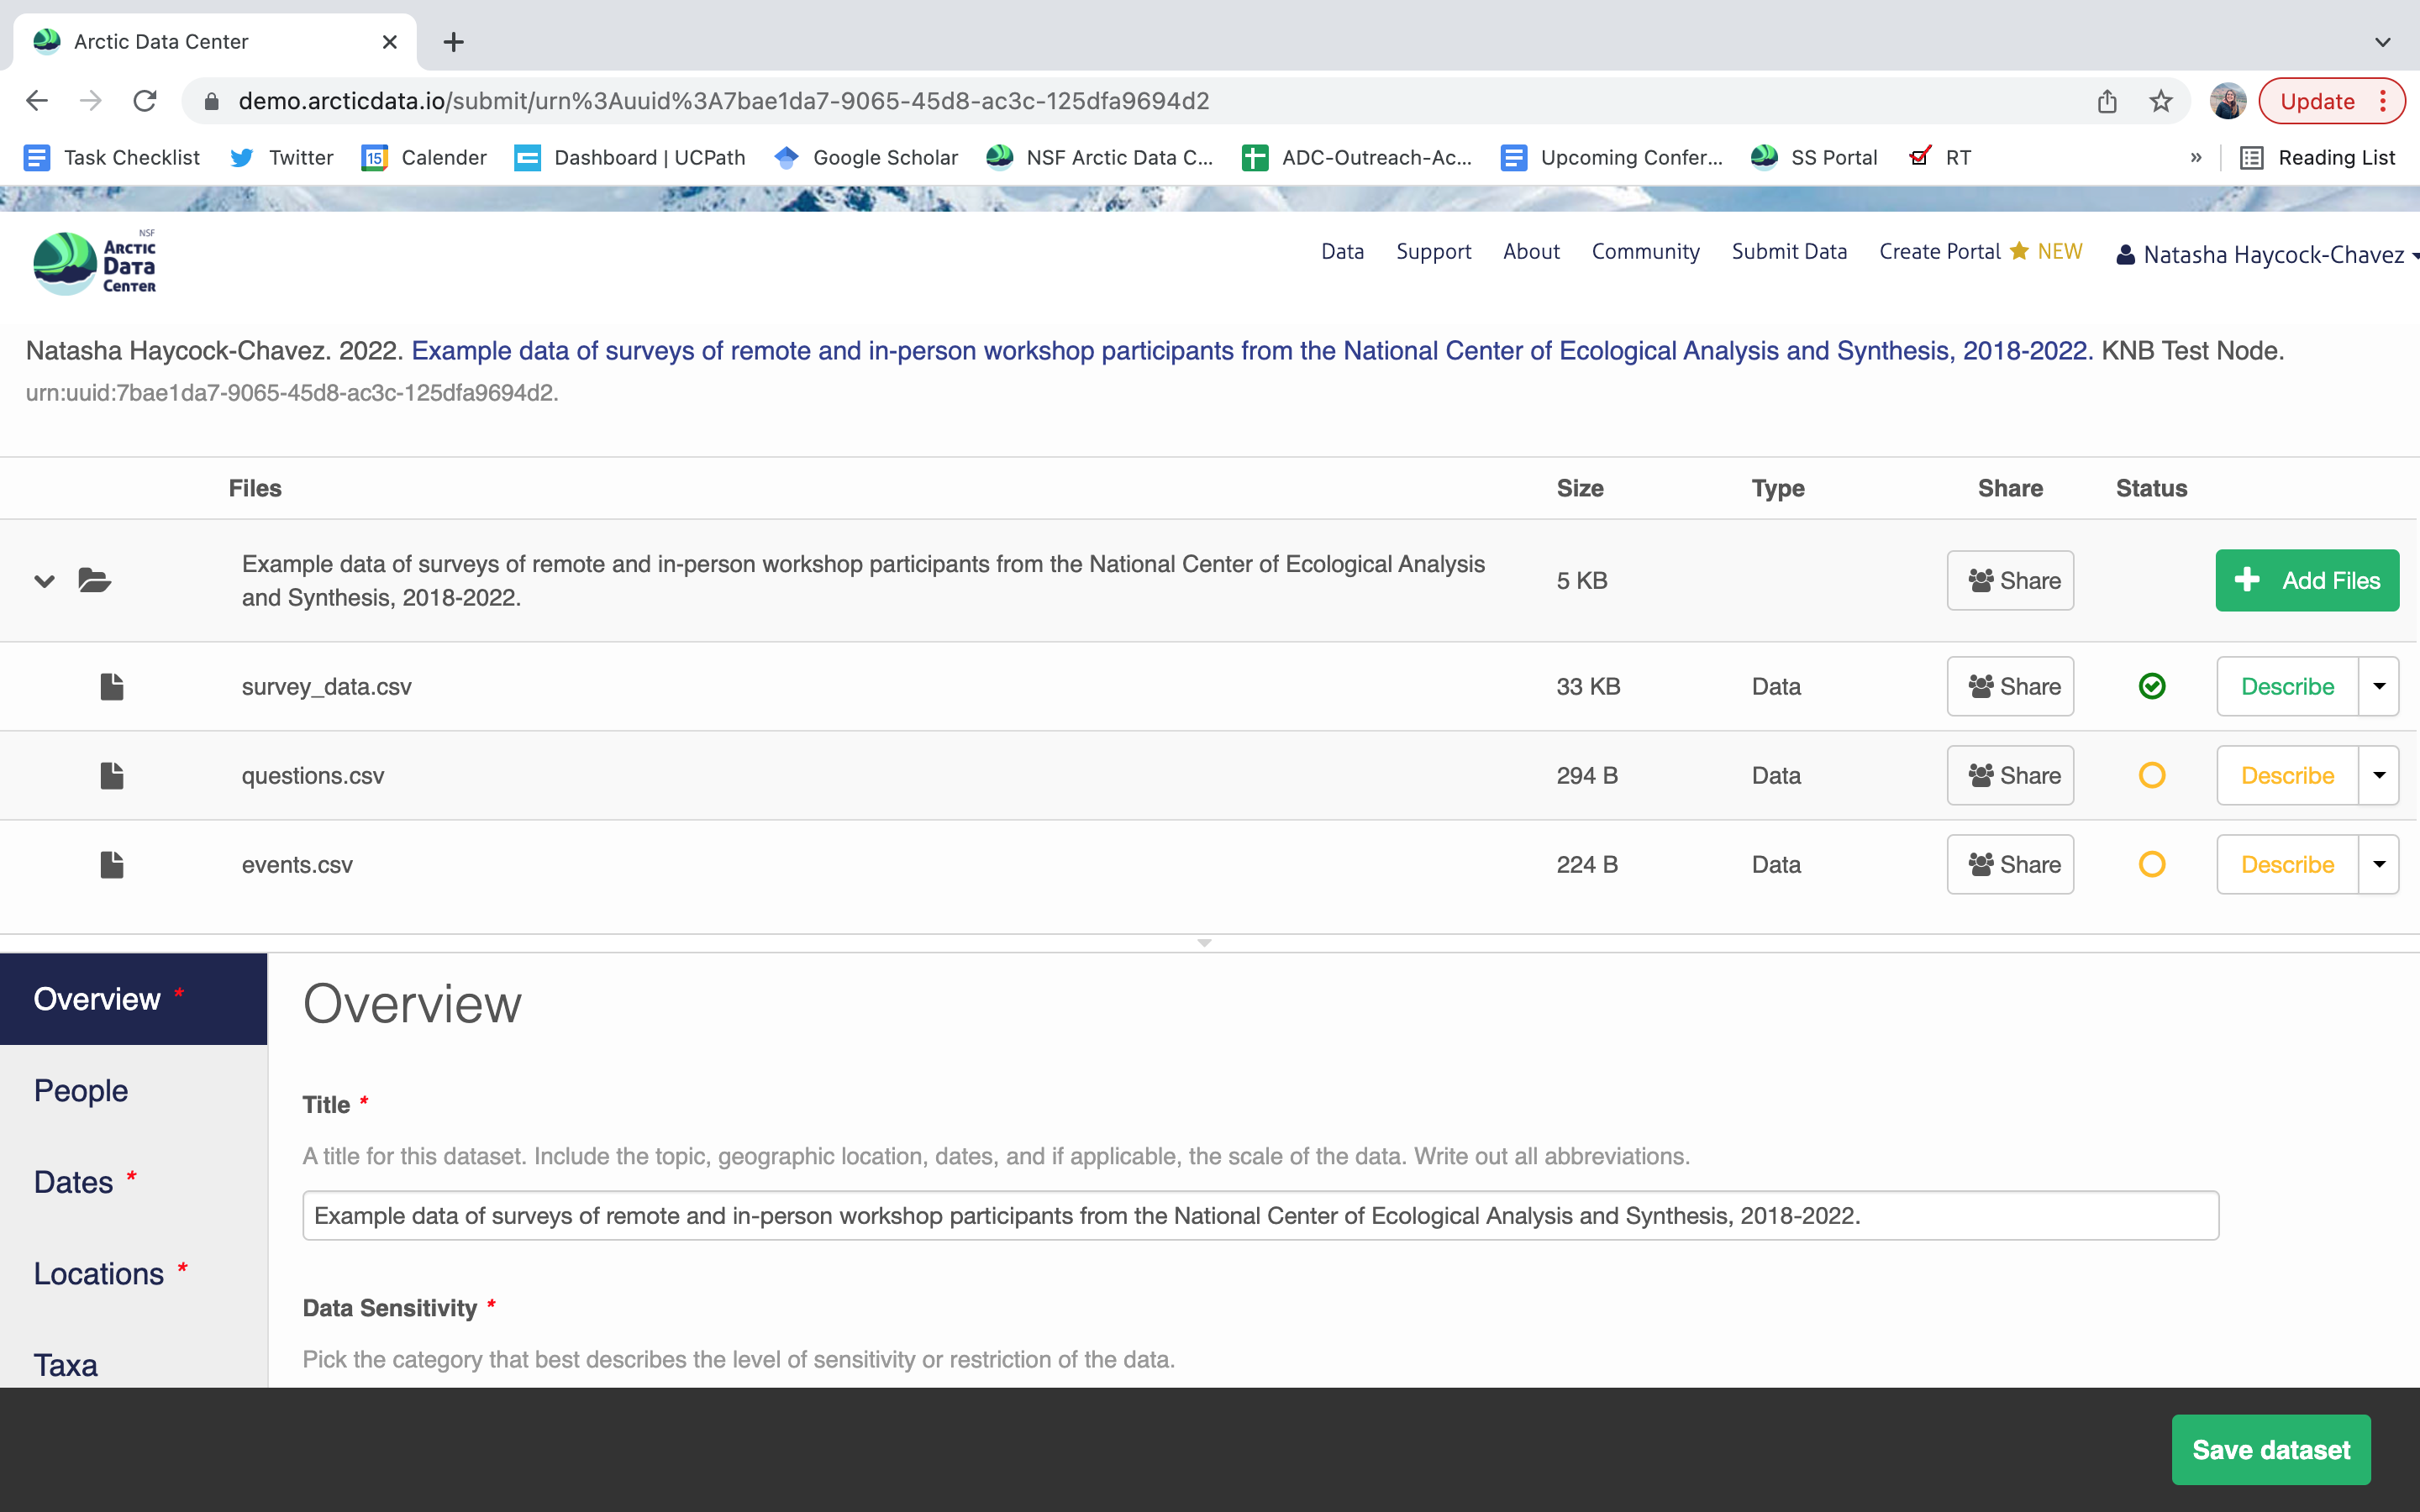 Arctic Data Center
demo.arcticdata.io/submit/urn%3Auuid%3A7bae1da7-9065-45d8-ac3c-125dfa9694d2
Update
Task Checklist
Twitter
15
Calender
Dashboard | UCPath
Google Scholar
NSF Arctic Data C...
ADC-Outreach-Ac...
Upcoming Confer...
SS Portal
RT
»
Reading List
NSF
ARCTIC
DATA
CENTER
Data
Support
About
Community
Submit Data
Create Portal
NEW
Natasha Haycock-Chavez
Natasha Haycock-Chavez. 2022. Example data of surveys of remote and in-person workshop participants from the National Center of Ecological Analysis and Synthesis, 2018-2022. KNB Test Node.
urn:uuid:7bae1da7-9065-45d8-ac3c-125dfa9694d2.
Files Size Type Share Status
Example data of surveys of remote and in-person workshop participants from the National Center of Ecological Analysis
and Synthesis, 2018-2022.
5 KB
Share
Add Files
survey_data.csv 33 KB Data Share Describe
questions.csv 294 B Data Share Describe
events.csv 224 B Data Share Describe
Overview *
People
Dates *
Locations *
Taxa
Overview
Title *
A title for this dataset. Include the topic, geographic location, dates, and if applicable, the scale of the data. Write out all abbreviations.
Example data of surveys of remote and in-person workshop participants from the National Center of Ecological Analysis and Synthesis, 2018-2022.
Data Sensitivity *
Pick the category that best describes the level of sensitivity or restriction of the data.
Save dataset